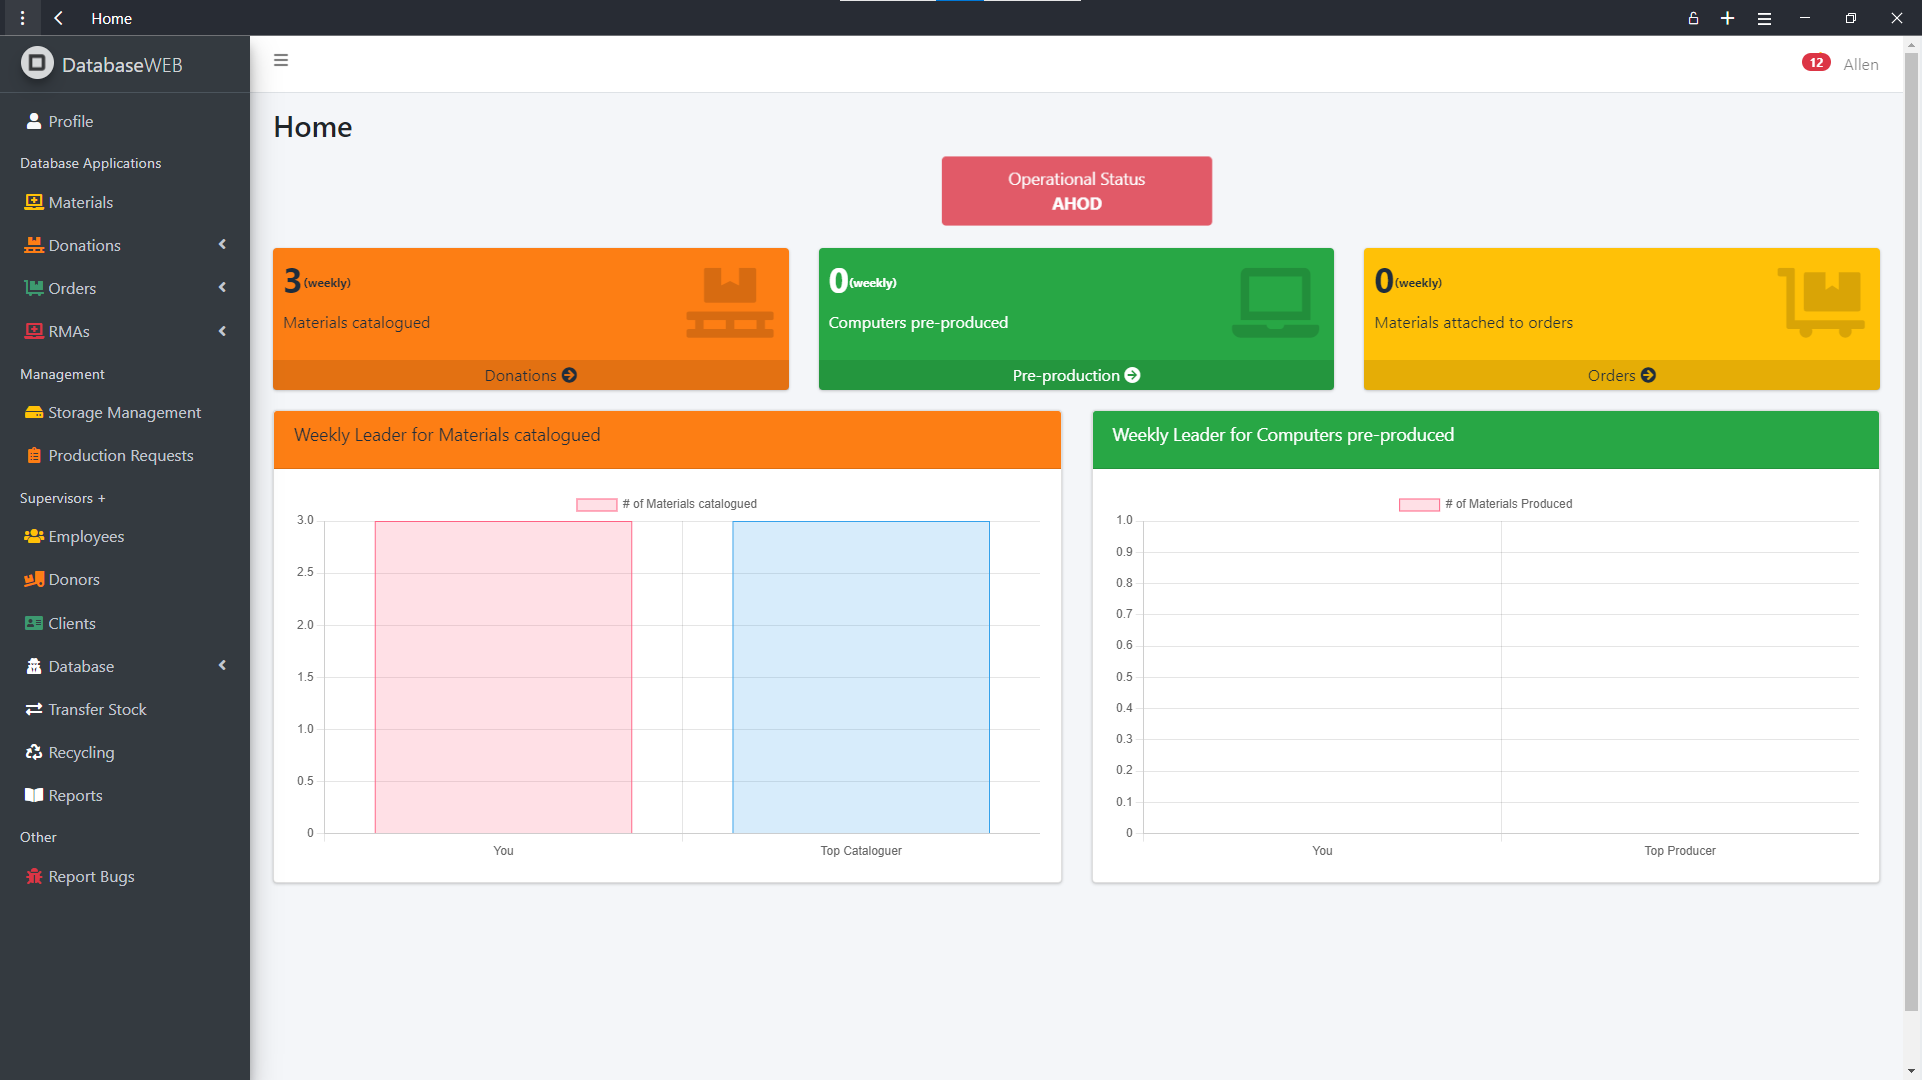 Home
DatabaseWEB
12 Allen
Profile
Database Applications
Materials
Donations
Orders
RMAs
Management
Storage Management
Production Requests
Supervisors +
Employees
Donors
Clients
Database
Transfer Stock
Recycling
Reports
Other
Report Bugs
Home
Operational Status
AHOD
3(weekly)
Materials catalogued
Donations
0(weekly)
Computers pre-produced
Pre-production
0(weekly)
Materials attached to orders
Orders
Weekly Leader for Materials catalogued
# of Materials catalogued
3.0
2.5
2.0
1.5
1.0
0.5
0
You Top Cataloguer
Weekly Leader for Computers pre-produced
# of Materials Produced
1.0
0.9
0.8
0.7
0.6
0.5
0.4
0.3
0.2
0.1
0
You Top Producer